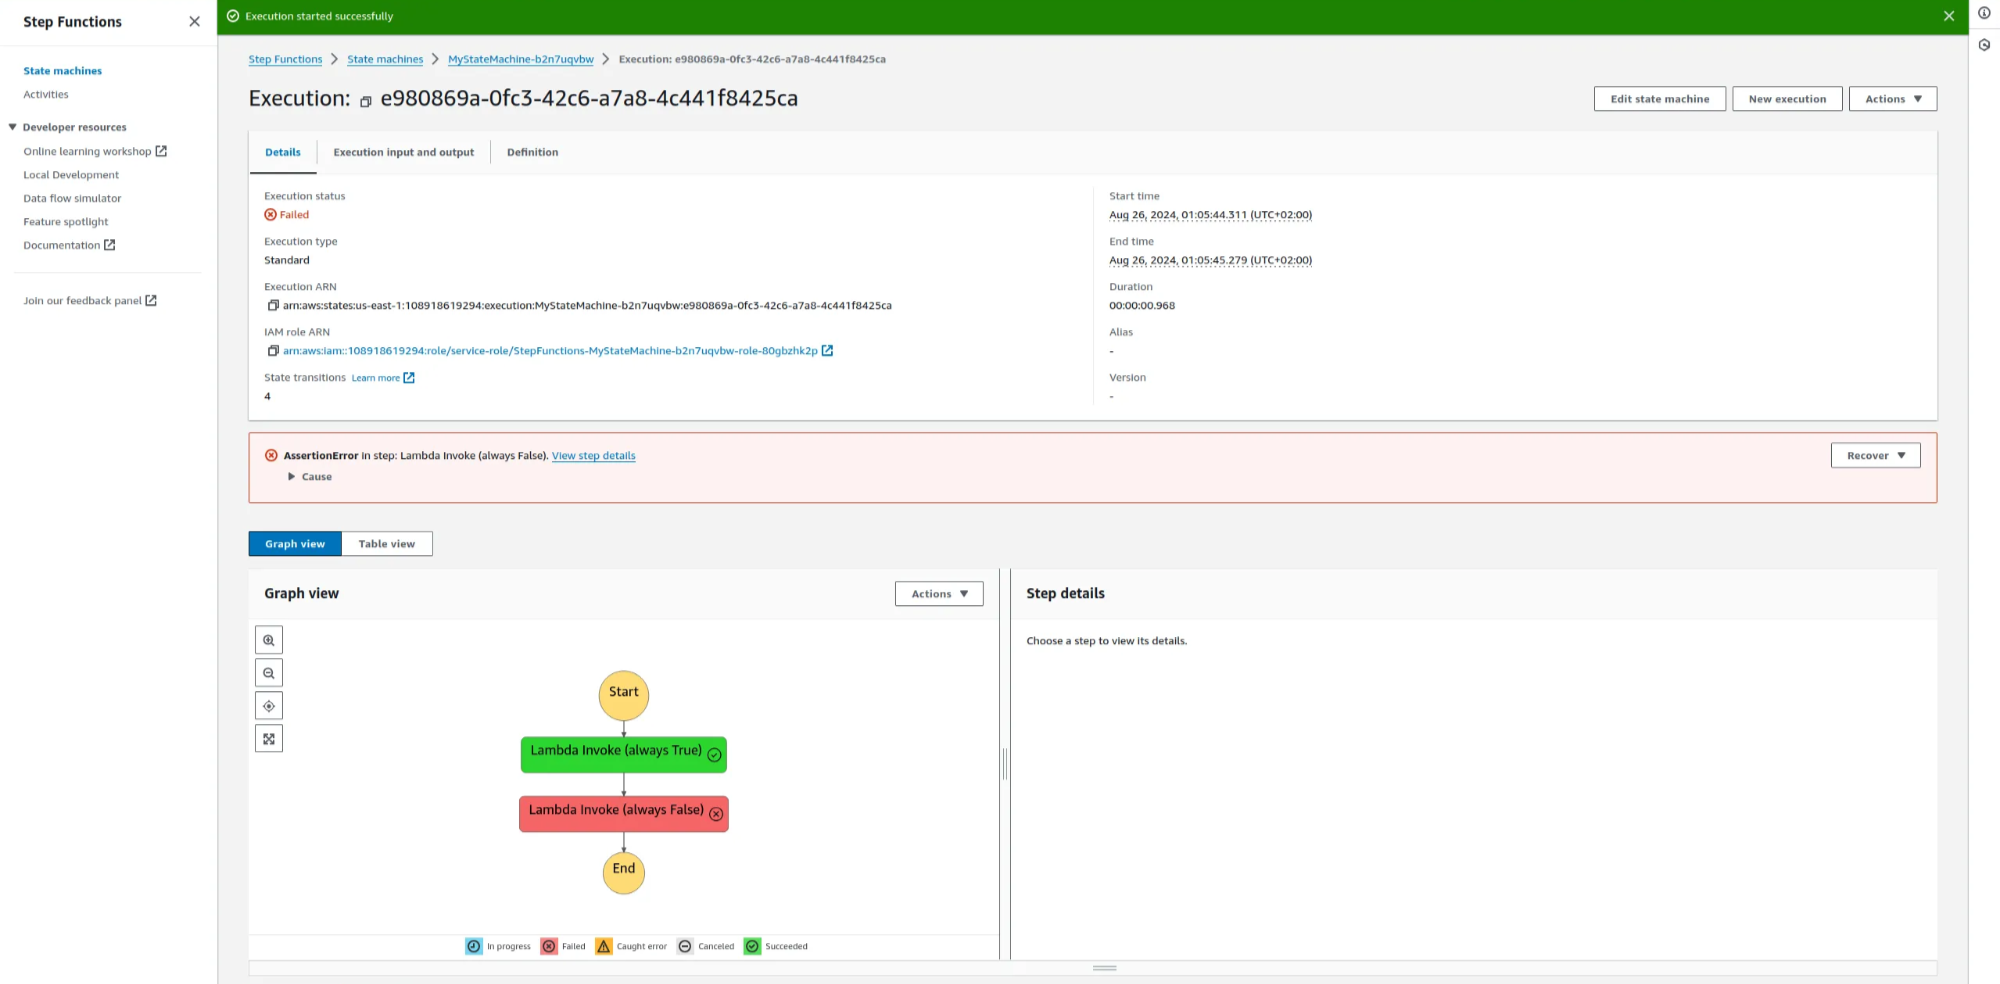 Step Functions
State machines
Activities
Developer resources
Online learning workshop
Local Development
Data flow simulator
Feature spotlight
Documentation
Join our feedback panel
Execution started successfully
Step Functions
State machines
MyStateMachine-b2n7uqvbw
Execution: e980869a-0fc3-42c6-a7a8-4c441f8425ca
Execution: e980869a-0fc3-42c6-a7a8-4c441f8425ca
Edit state machine
New execution
Actions
Details
Execution input and output
Definition
Execution status
Failed
Execution type
Standard
Execution ARN
arn:aws:states:us-east-1:108918619294:execution:MyStateMachine-b2n7uqvbw:e980869a-0fc3-42c6-a7a8-4c441f8425ca
IAM role ARN
arn:aws:iam::108918619294:role/service-role/StepFunctions-MyStateMachine-b2n7uqvbw-role-80gbzhk2p
State transitions Learn more
4
Start time
Aug 26, 2024, 01:05:44.311 (UTC+02:00)
End time
Aug 26, 2024, 01:05:45.279 (UTC+02:00)
Duration
00:00:00.968
Alias
-
Version
-
AssertionError in step: Lambda Invoke (always False). View step details
Cause
Recover
Graph view
Table view
Graph view
Actions
Start
Lambda Invoke (always True)
Lambda Invoke (always False)
End
In progress
Failed
Caught error
Canceled
Succeeded
Step details
Choose a step to view its details.